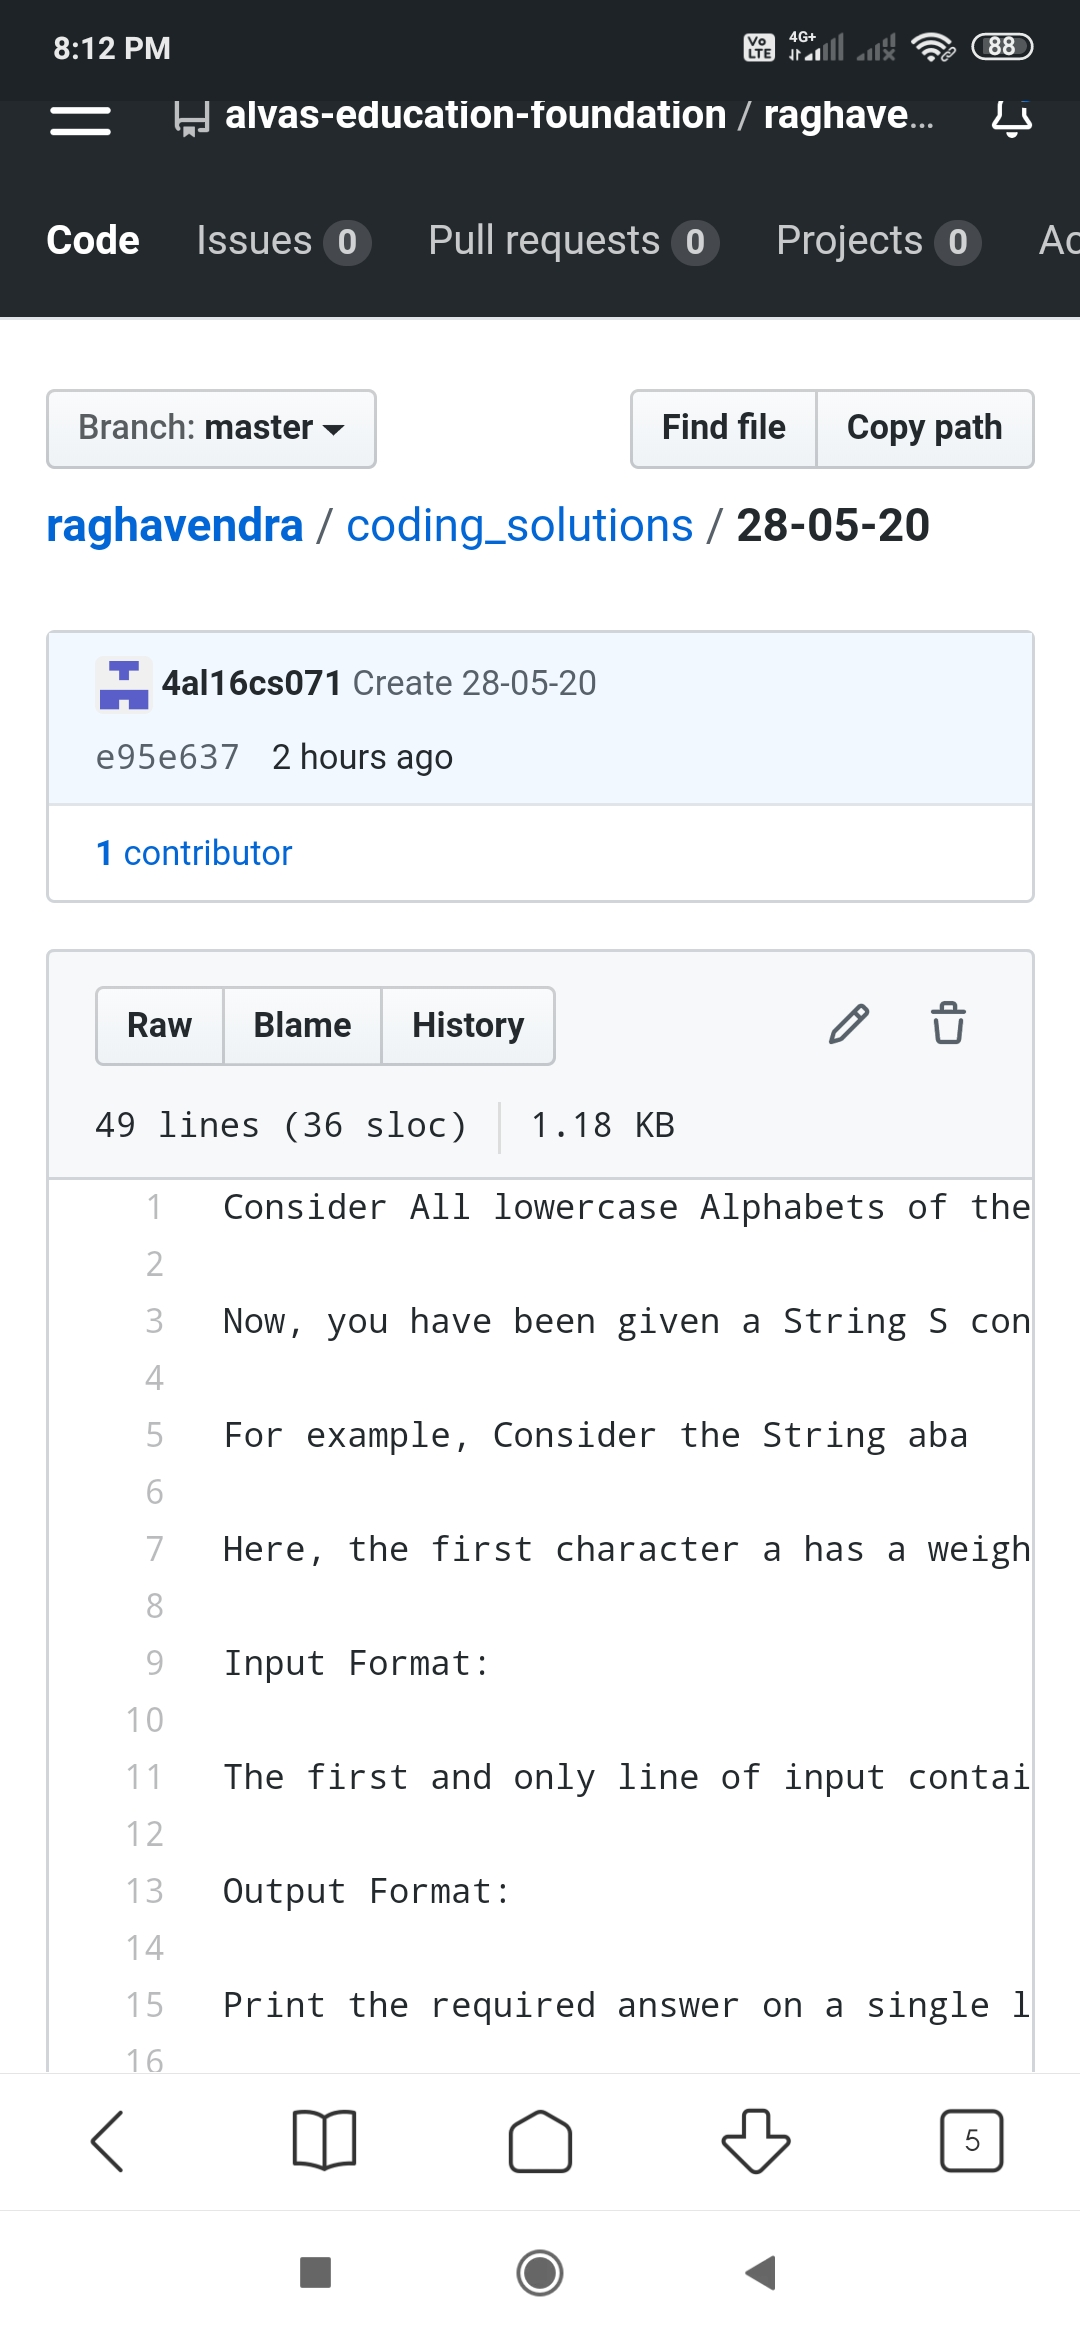 8:12 PM
Vo LTE
4G+
88
alvas-education-foundation / raghave...
Code Issues 0 Pull requests 0 Projects 0 Ac
Branch: master
Find file Copy path
raghavendra / coding_solutions / 28-05-20
4al16cs071 Create 28-05-20
e95e637 2 hours ago
1 contributor
Raw Blame History
49 lines (36 sloc) 1.18 KB
1 Consider All lowercase Alphabets of the
2
3 Now, you have been given a String S con
4
5 For example, Consider the String aba
6
7 Here, the first character a has a weigh
8
9 Input Format:
10
11 The first and only line of input contai
12
13 Output Format:
14
15 Print the required answer on a single l
16
5